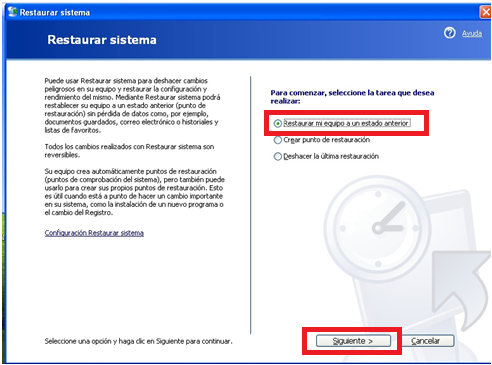 Restaurar sistema
Restaurar sistema
Ayuda
Puede usar Restaurar sistema para deshacer cambios
peligrosos en su equipo y restaurar la configuración y
rendimiento del mismo. Mediante Restaurar sistema podrá
restablecer su equipo a un estado anterior (punto de
restauración) sin pérdida de datos como, por ejemplo,
documentos guardados, correo electrónico o historiales y
listas de favoritos.
Todos los cambios realizados con Restaurar sistema son
reversibles.
Su equipo crea automáticamente puntos de restauración
(puntos de comprobación del sistema), pero también puede
usarlo para crear sus propios puntos de restauración. Esto
es útil cuando está a punto de hacer un cambio importante
en su sistema, como la instalación de un nuevo programa o
el cambio del Registro.
Configuración Restaurar sistema
Para comenzar, seleccione la tarea que desea
realizar:
Restaurar mi equipo a un estado anterior
Crear punto de restauración
Deshacer la última restauración
Seleccione una opción y haga clic en Siguiente para continuar.
Siguiente >
Cancelar